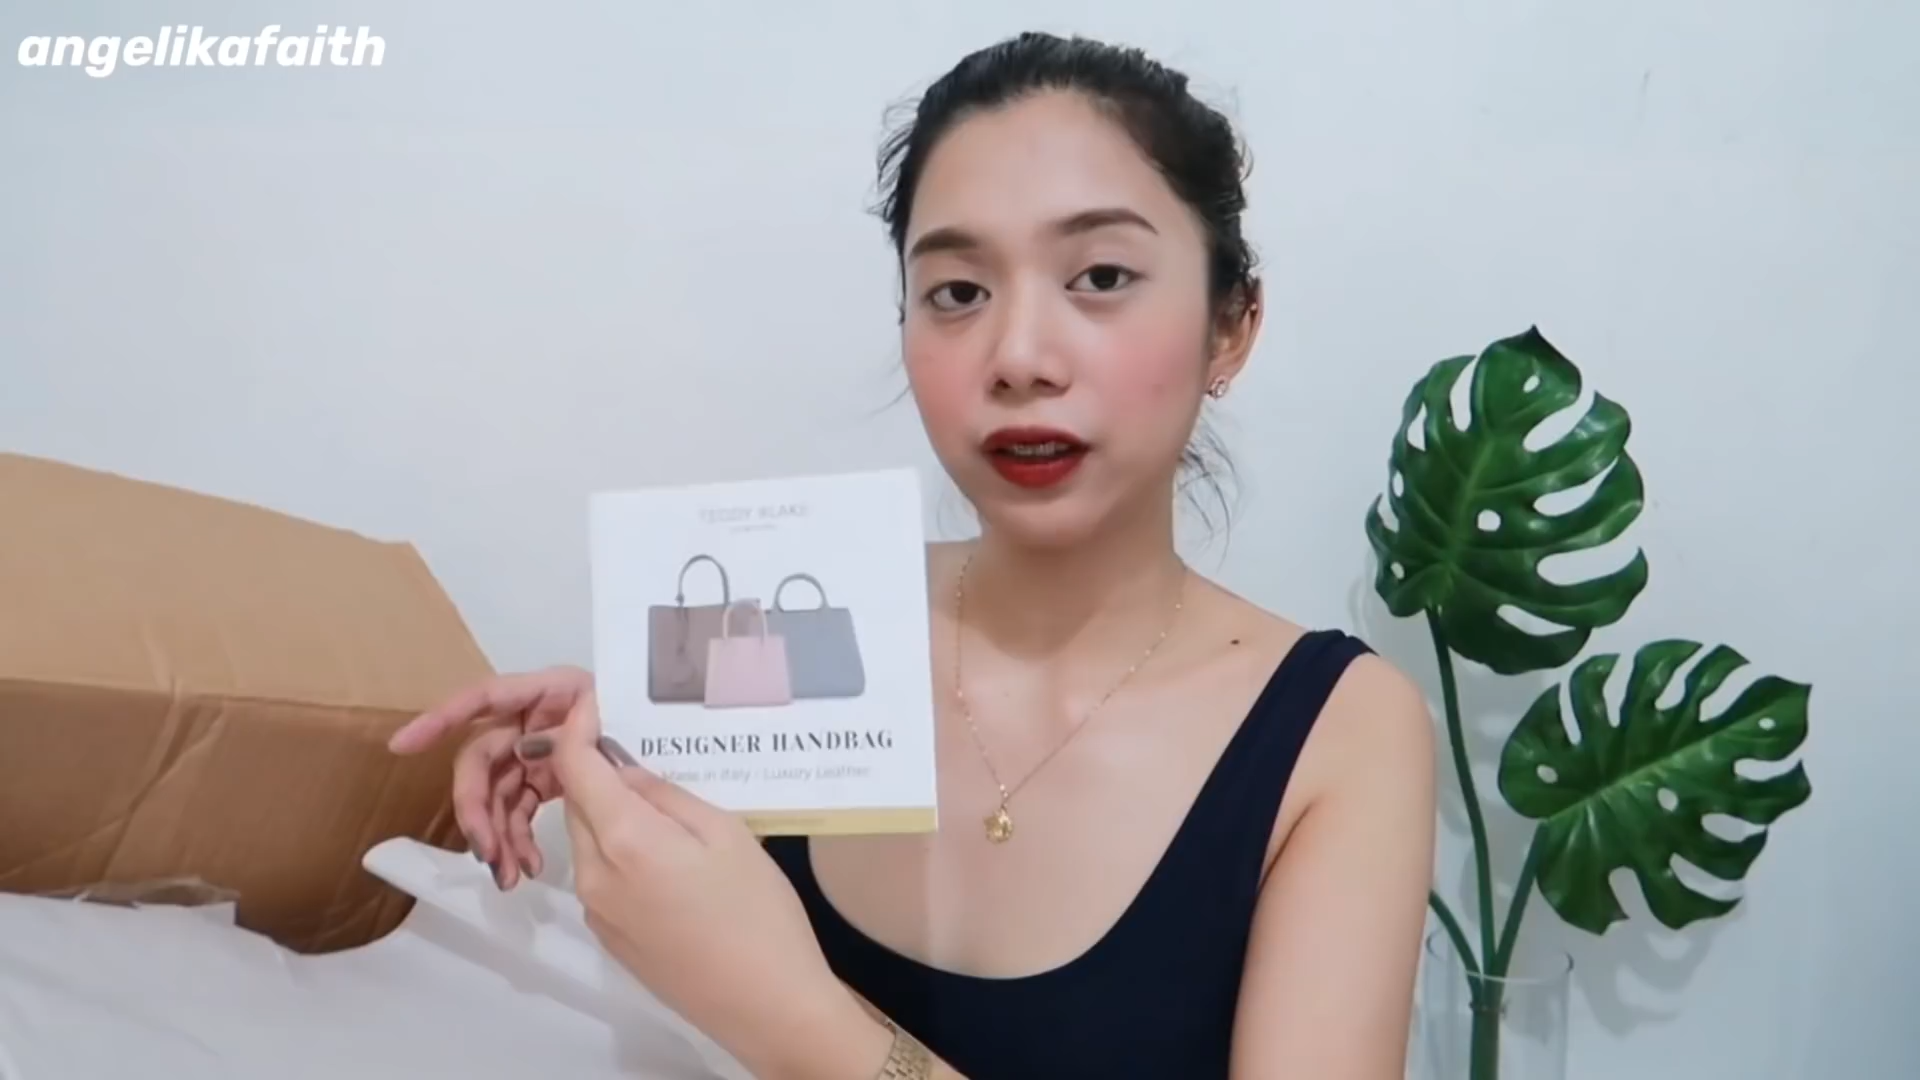 angelikafaith
TEDDY BLAKE
DESIGNER HANDBAG
Made in Italy - Luxury Leather